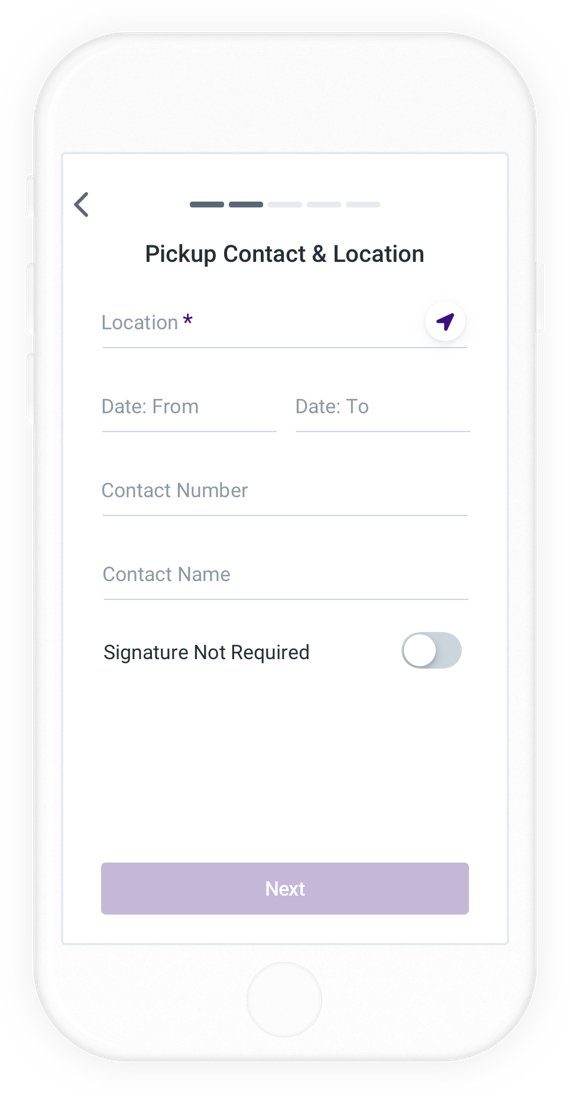 Pickup Contact & Location
Location *
Date: From Date: To
Contact Number
Contact Name
Signature Not Required
Next